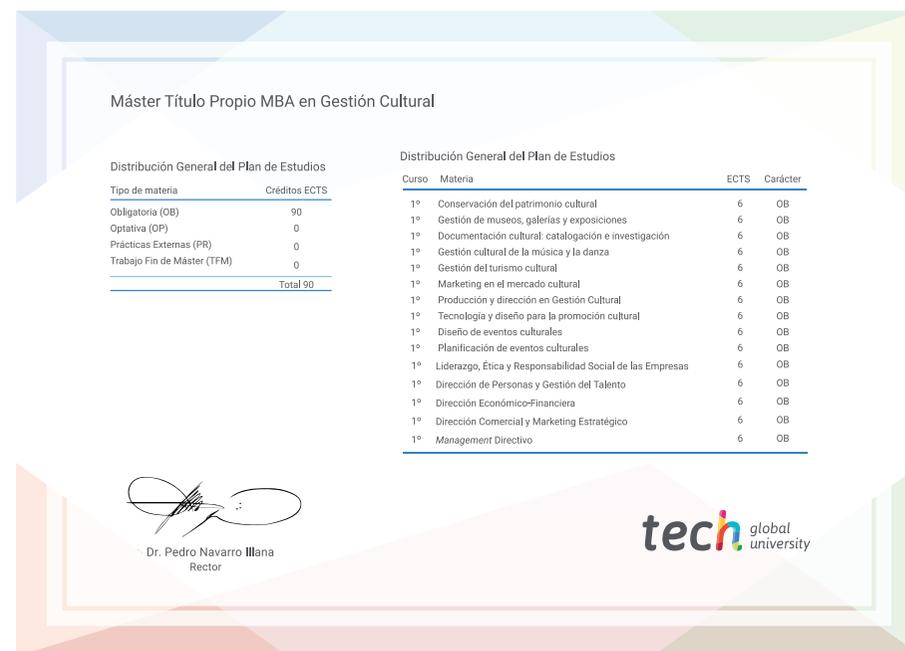 Máster Título Propio MBA en Gestión Cultural
Distribución General del Plan de Estudios
Tipo de materia Créditos ECTS
Obligatoria (OB) 90
Optativa (OP) 0
Prácticas Externas (PR) 0
Trabajo Fin de Máster (TFM) 0
Total 90
Distribución General del Plan de Estudios
Curso Materia ECTS Carácter
1º Conservación del patrimonio cultural 6 OB
1º Gestión de museos, galerías y exposiciones 6 OB
1º Documentación cultural: catalogación e investigación 6 OB
1º Gestión cultural de la música y la danza 6 OB
1º Gestión del turismo cultural 6 OB
1º Marketing en el mercado cultural 6 OB
1º Producción y dirección en Gestión Cultural 6 OB
1º Tecnología y diseño para la promoción cultural 6 OB
1º Diseño de eventos culturales 6 OB
1º Planificación de eventos culturales 6 OB
1º Liderazgo, Ética y Responsabilidad Social de las Empresas 6 OB
1º Dirección de Personas y Gestión del Talento 6 OB
1º Dirección Económico-Financiera 6 OB
1º Dirección Comercial y Marketing Estratégico 6 OB
1º Management Directivo 6 OB
Dr. Pedro Navarro Illana
Rector
tech global university